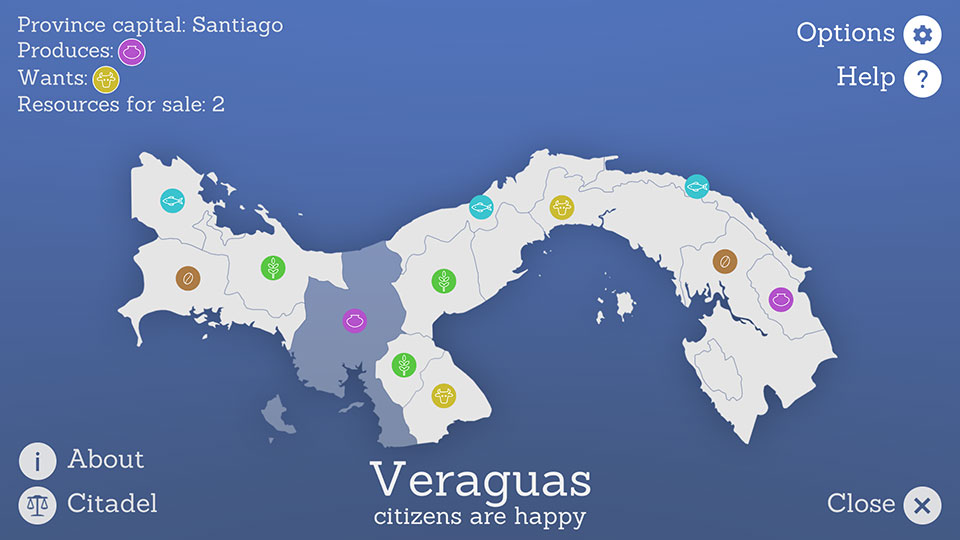 Province capital: Santiago
Produces:
Wants:
Resources for sale: 2
Options
Help
?
i About
Citadel
Veraguas
citizens are happy
Close